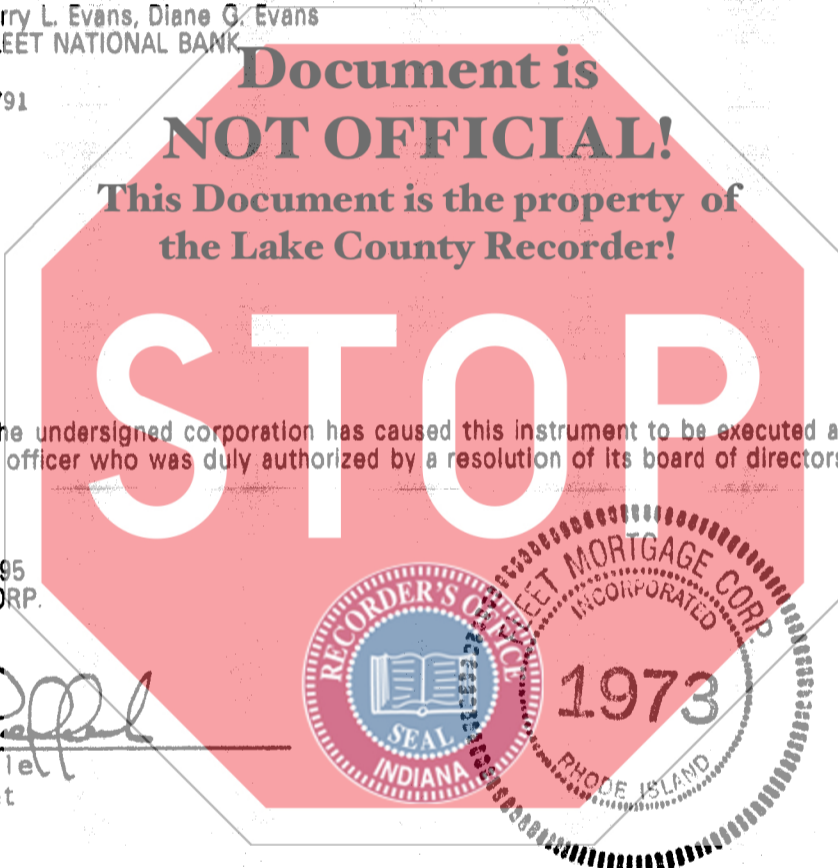 rry L. Evans, Diane G. Evans
EET NATIONAL BANK
Document is
91
NOT OFFICIAL!
This Document is the property of
the Lake County Recorder!
STOP
he undersigned corporation has caused this instrument to be executed a
officer who was duly authorized by a resolution of its board of directors
95
ORP.
RECORDER'S OFFICE
SEAL
INDIANA
EET MORTGAGE CORP.
INCORPORATED
1973
RHODE ISLAND